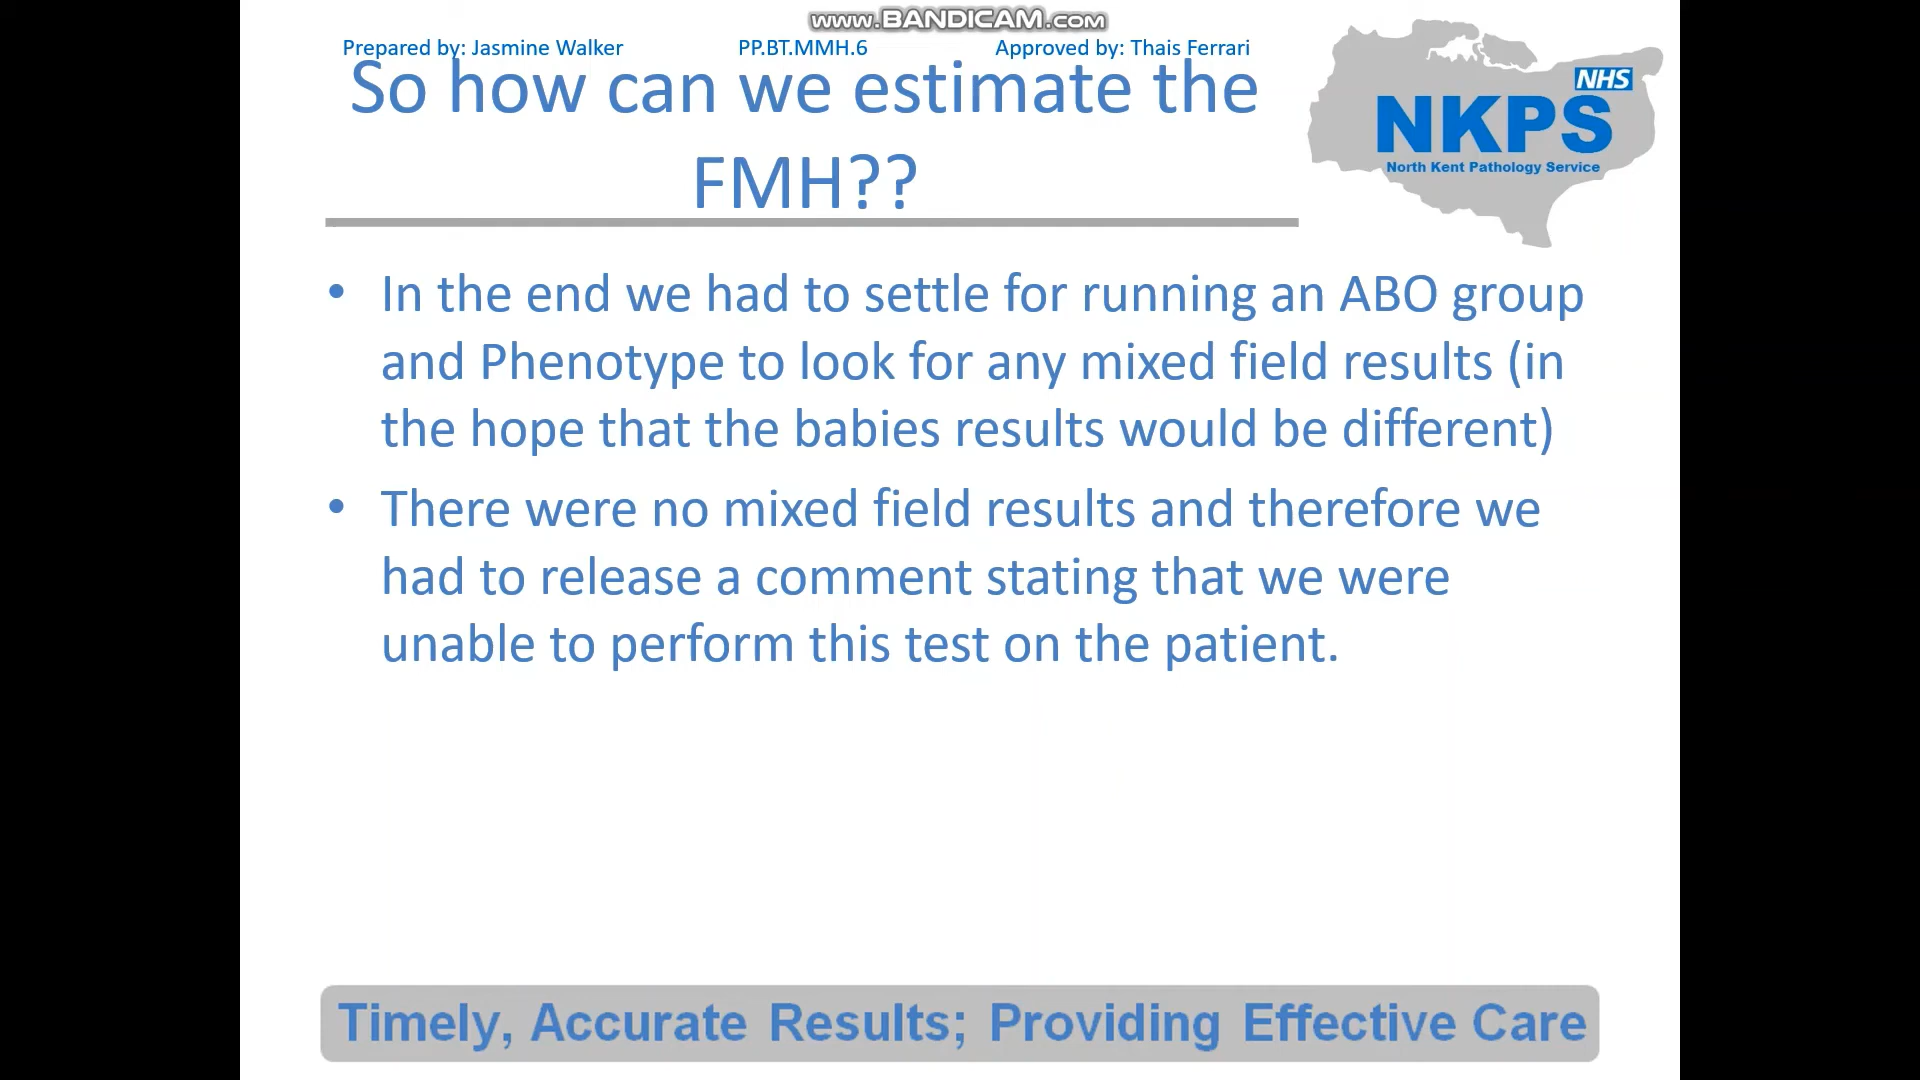 www.BANDICAM.com
Prepared by: Jasmine Walker PP.BT.MMH.6 Approved by: Thais Ferrari
So how can we estimate the
FMH??
NHS
NKPS
North Kent Pathology Service
• In the end we had to settle for running an ABO group
and Phenotype to look for any mixed field results (in
the hope that the babies results would be different)
• There were no mixed field results and therefore we
had to release a comment stating that we were
unable to perform this test on the patient.
Timely, Accurate Results; Providing Effective Care